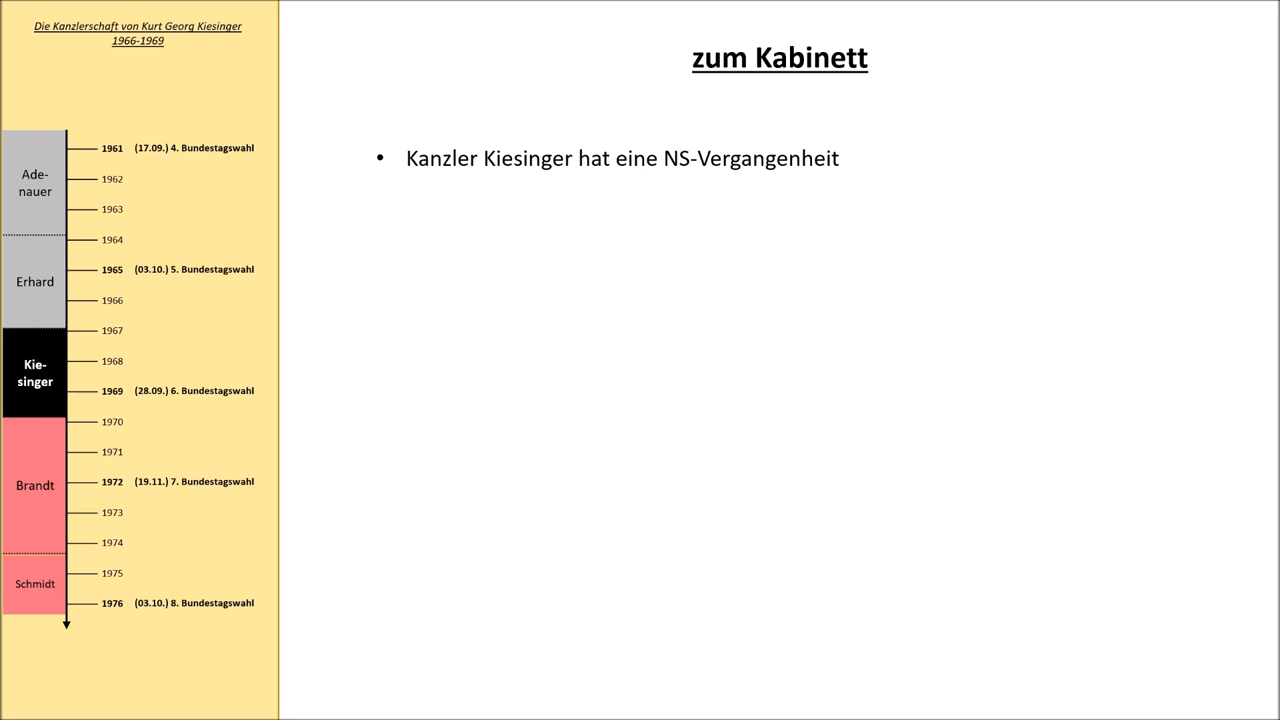 Die Kanzlerschaft von Kurt Georg Kiesinger
1966-1969
zum Kabinett
• Kanzler Kiesinger hat eine NS-Vergangenheit
Ade-
nauer
Erhard
Kie-
singer
Brandt
Schmidt
1961 (17.09.) 4. Bundestagswahl
1962
1963
1964
1965 (03.10.) 5. Bundestagswahl
1966
1967
1968
1969 (28.09.) 6. Bundestagswahl
1970
1971
1972 (19.11.) 7. Bundestagswahl
1973
1974
1975
1976 (03.10.) 8. Bundestagswahl